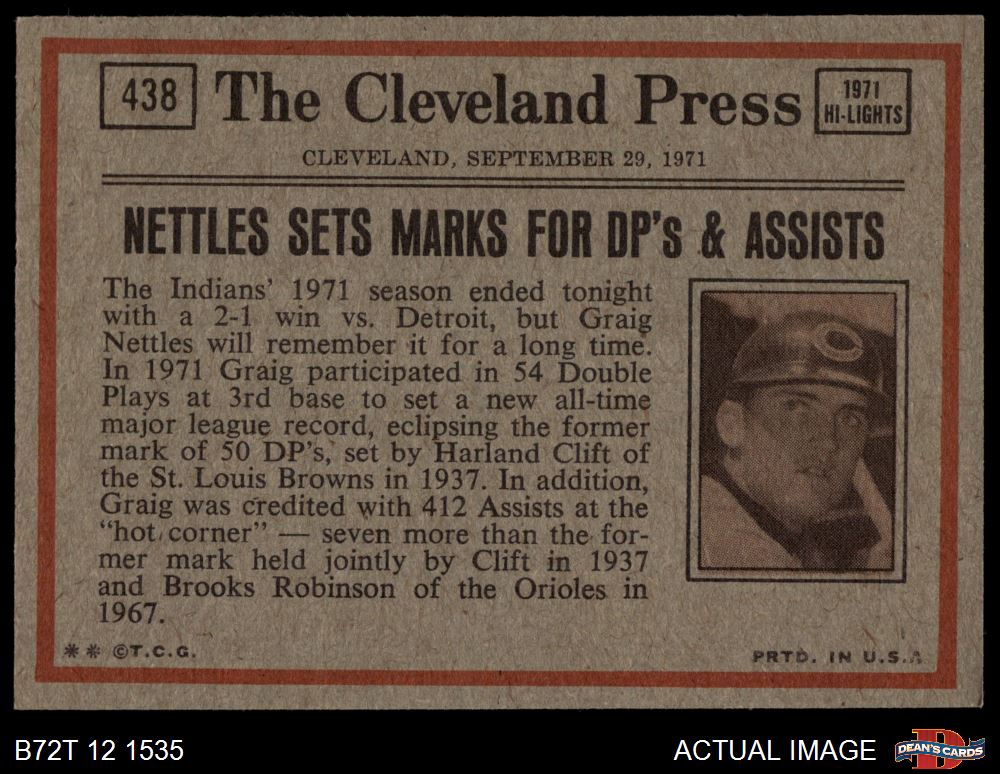 438
The Cleveland Press
1971
HI-LIGHTS
CLEVELAND, SEPTEMBER 29, 1971
NETTLES SETS MARKS FOR DP's & ASSISTS
The Indians' 1971 season ended tonight
with a 2-1 win vs. Detroit, but Graig
Nettles will remember it for a long time.
In 1971 Graig participated in 54 Double
Plays at 3rd base to set a new all-time
major league record, eclipsing the former
mark of 50 DP's, set by Harland Clift of
the St. Louis Browns in 1937. In addition,
Graig was credited with 412 Assists at the
"hot corner" — seven more than the for-
mer mark held jointly by Clift in 1937
and Brooks Robinson of the Orioles in
1967.
** ©T.C.G.
PRTD. IN U.S.A
B72T 12 1535
ACTUAL IMAGE
DEAN'S CARDS